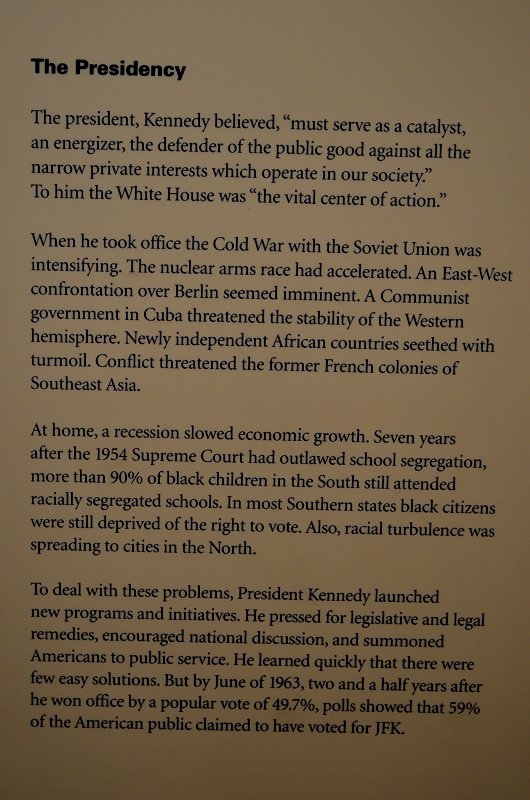 The Presidency
The president, Kennedy believed, “must serve as a catalyst,
an energizer, the defender of the public good against all the
narrow private interests which operate in our society.”
To him the White House was “the vital center of action.”
When he took office the Cold War with the Soviet Union was
intensifying. The nuclear arms race had accelerated. An East-West
confrontation over Berlin seemed imminent. A Communist
government in Cuba threatened the stability of the Western
hemisphere. Newly independent African countries seethed with
turmoil. Conflict threatened the former French colonies of
Southeast Asia.
At home, a recession slowed economic growth. Seven years
after the 1954 Supreme Court had outlawed school segregation,
more than 90% of black children in the South still attended
racially segregated schools. In most Southern states black citizens
were still deprived of the right to vote. Also, racial turbulence was
spreading to cities in the North.
To deal with these problems, President Kennedy launched
new programs and initiatives. He pressed for legislative and legal
remedies, encouraged national discussion, and summoned
Americans to public service. He learned quickly that there were
few easy solutions. But by June of 1963, two and a half years after
he won office by a popular vote of 49.7%, polls showed that 59%
of the American public claimed to have voted for JFK.